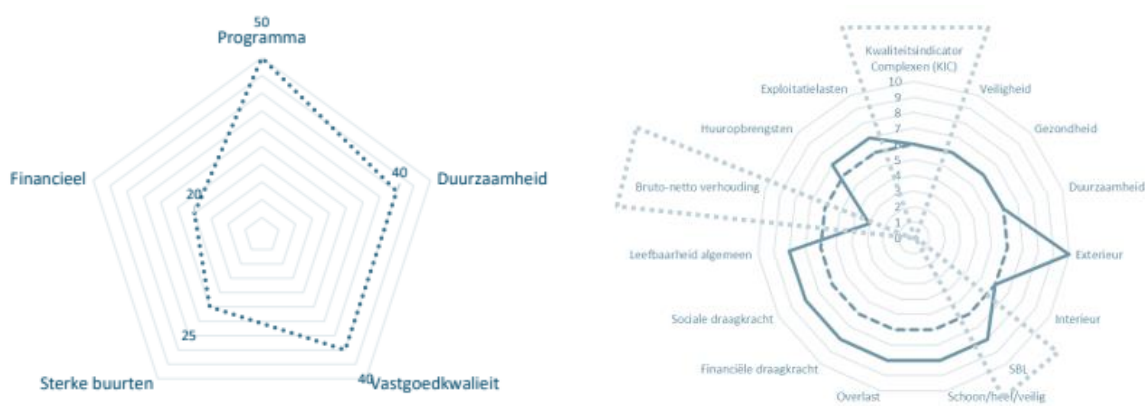 50
Programma
Financieel
20
40
Duurzaamheid
25
Sterke buurten
40
Vastgoedkwalieit
Kwaliteitsindicator
Complexen (KIC)
10
9
8
7
6
5
4
3
2
1
0
Exploitatielasten
Veiligheid
Huuropbrengsten
Gezondheid
Bruto-netto verhouding
Duurzaamheid
Leefbaarheid algemeen
Exterieur
Sociale draagkracht
Interieur
Financiële draagkracht
SBL
Overlast
Schoon/heel/veilig